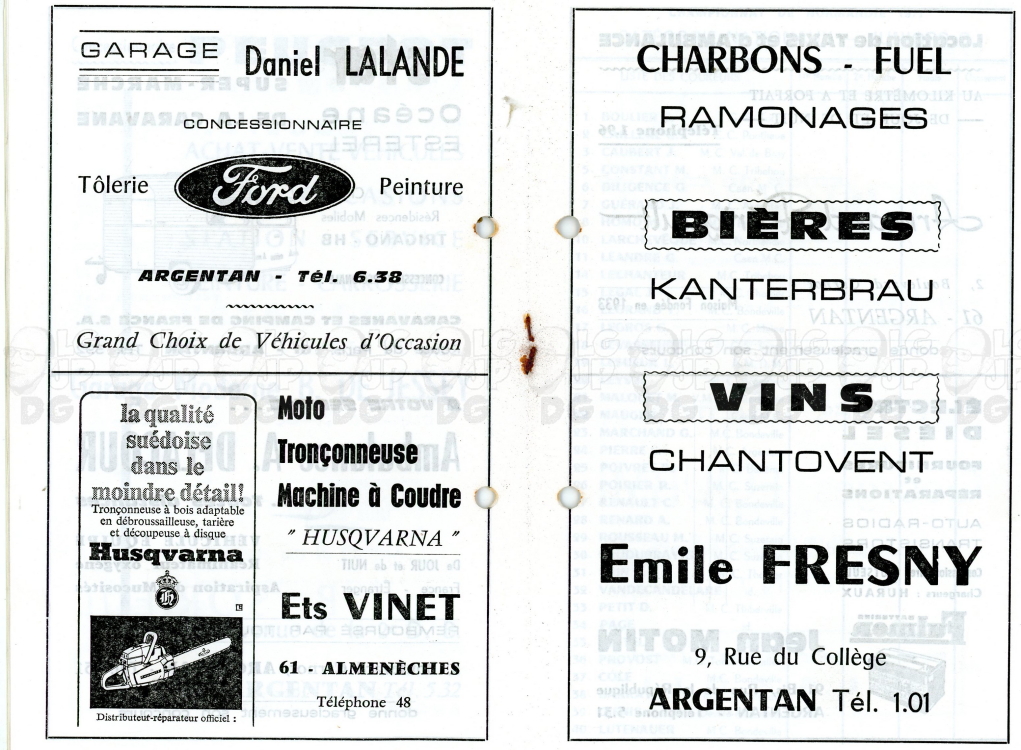 GARAGE Daniel LALANDE
CONCESSIONNAIRE
Tôlerie Ford Peinture
ARGENTAN - Tél. 6.38
Grand Choix de Véhicules d'Occasion
la qualité
suédoise
dans le
moindre détail!
Tronçonneuse à bois adaptable
en débroussailleuse, tarière
et découpeuse à disque
Husqvarna
Distributeur-réparateur officiel :
Moto
Tronçonneuse
Machine à Coudre
" HUSQVARNA "
Ets VINET
61 - ALMENÈCHES
Téléphone 48
CHARBONS - FUEL
RAMONAGES
BIÈRES
KANTERBRAU
VINS
CHANTOVENT
Emile FRESNY
9, Rue du Collège
ARGENTAN Tél. 1.01